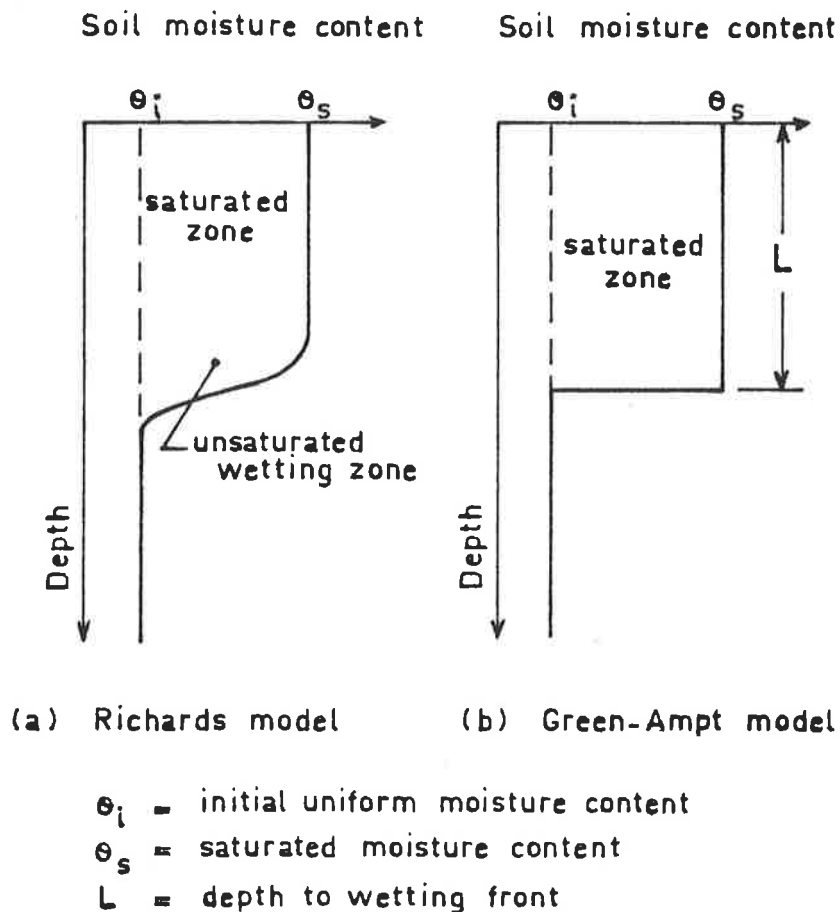 Soil moisture content
Soil moisture content
θi
θs
θi
θs
saturated
zone
saturated
zone
L
unsaturated
wetting zone
Depth
Depth
(a) Richards model
(b) Green-Ampt model
θi = initial uniform moisture content
θs = saturated moisture content
L = depth to wetting front